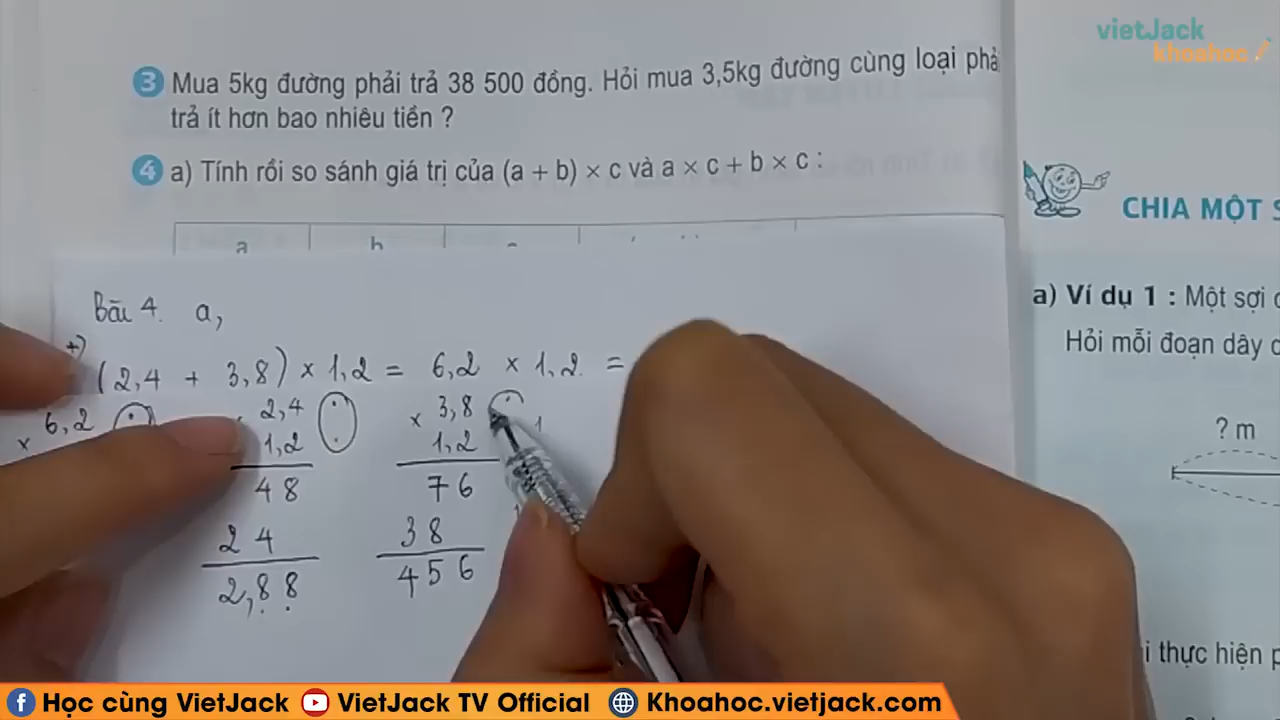 vietJack
khoahoc
3 Mua 5kg đường phải trả 38 500 đồng. Hỏi mua 3,5kg đường cùng loại phả
trả ít hơn bao nhiêu tiền ?
4 a) Tính rồi so sánh giá trị của (a + b) × c và a × c + b × c :
a b
CHIA MỘT S
a) Ví dụ 1 : Một sợi
Hỏi mỗi đoạn dây
? m
i thực hiện p
Bài 4. a,
+)
(2,4 + 3,8) × 1,2 = 6,2 × 1,2 =
× 6,2
2,4
1,2
48
24
2,88
× 3,8
1,2
76
38
456
Học cùng VietJack VietJack TV Official Khoahoc.vietjack.com